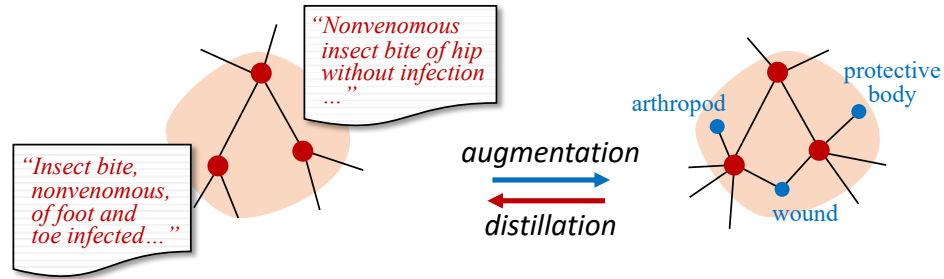 “Nonvenomous
insect bite of hip
without infection
…”
“Insect bite,
nonvenomous,
of foot and
toe infected…”
augmentation
distillation
arthropod
protective
body
wound